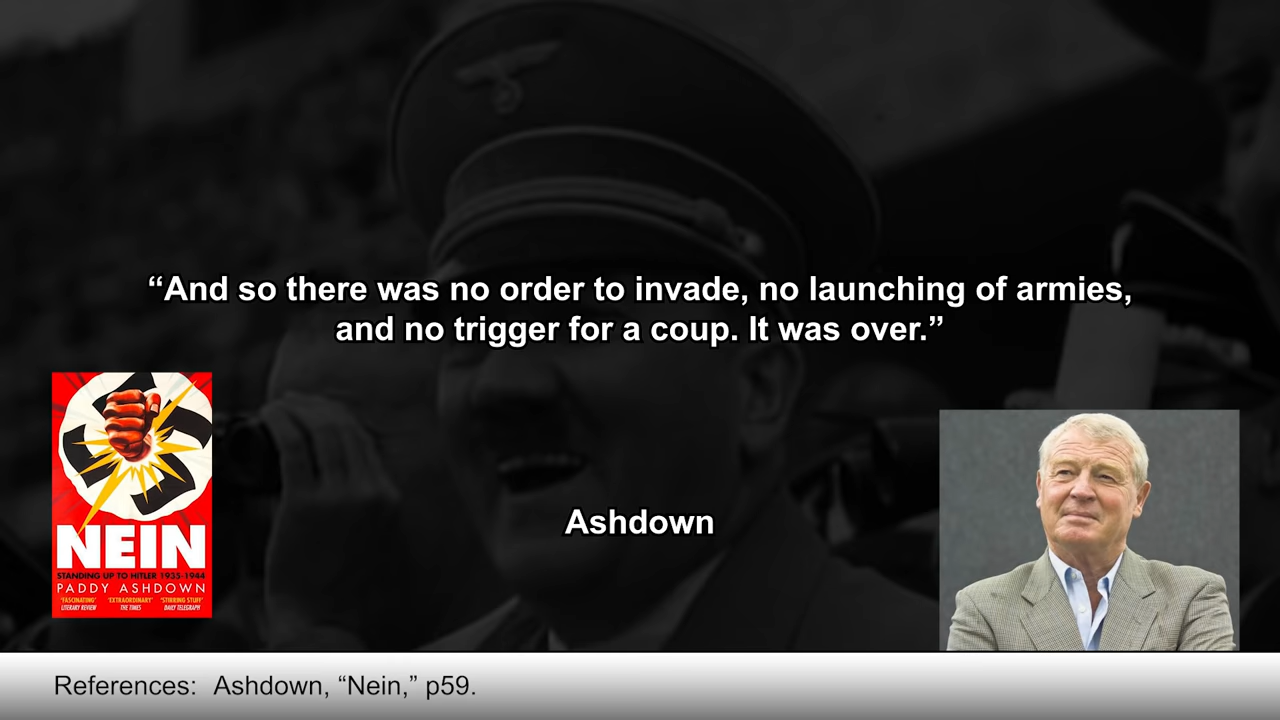 “And so there was no order to invade, no launching of armies,
and no trigger for a coup. It was over.”
Ashdown
NEIN
STANDING UP TO HITLER 1935-1944
PADDY ASHDOWN
‘FASCINATING’ ‘EXTRAORDINARY’ ‘STIRRING STUFF’
LITERARY REVIEW THE TIMES DAILY TELEGRAPH
References: Ashdown, “Nein,” p59.